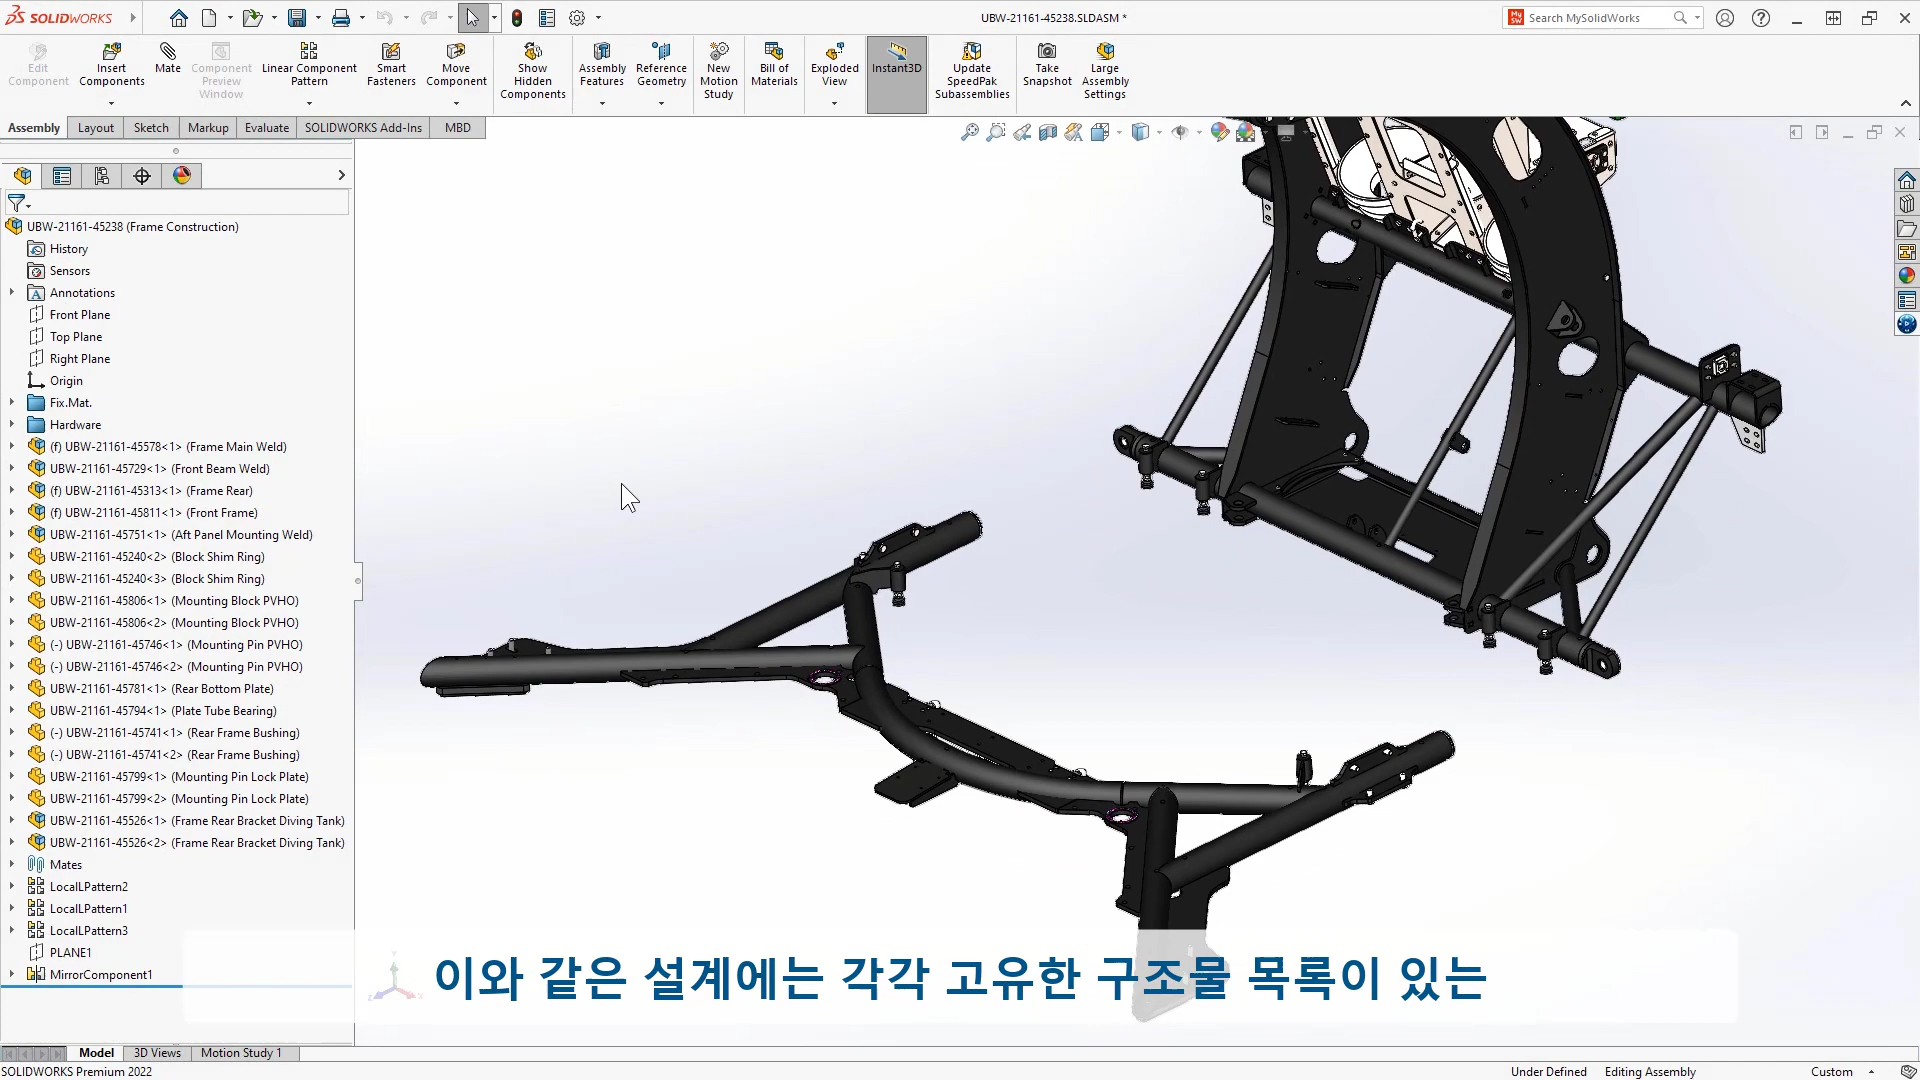 SOLIDWORKS
UBW-21161-45238.SLDASM *
Search MySolidWorks
Edit Component
Insert Components
Mate
Component Preview Window
Linear Component Pattern
Smart Fasteners
Move Component
Show Hidden Components
Assembly Features
Reference Geometry
New Motion Study
Bill of Materials
Exploded View
Instant3D
Update SpeedPak Subassemblies
Take Snapshot
Large Assembly Settings
Assembly
Layout
Sketch
Markup
Evaluate
SOLIDWORKS Add-Ins
MBD
UBW-21161-45238 (Frame Construction)
History
Sensors
Annotations
Front Plane
Top Plane
Right Plane
Origin
Fix.Mat.
Hardware
(f) UBW-21161-45578<1> (Frame Main Weld)
UBW-21161-45729<1> (Front Beam Weld)
(f) UBW-21161-45313<1> (Frame Rear)
(f) UBW-21161-45811<1> (Front Frame)
UBW-21161-45751<1> (Aft Panel Mounting Weld)
UBW-21161-45240<2> (Block Shim Ring)
UBW-21161-45240<3> (Block Shim Ring)
UBW-21161-45806<1> (Mounting Block PVHO)
UBW-21161-45806<2> (Mounting Block PVHO)
(-) UBW-21161-45746<1> (Mounting Pin PVHO)
(-) UBW-21161-45746<2> (Mounting Pin PVHO)
UBW-21161-45781<1> (Rear Bottom Plate)
UBW-21161-45794<1> (Plate Tube Bearing)
(-) UBW-21161-45741<1> (Rear Frame Bushing)
(-) UBW-21161-45741<2> (Rear Frame Bushing)
UBW-21161-45799<1> (Mounting Pin Lock Plate)
UBW-21161-45799<2> (Mounting Pin Lock Plate)
UBW-21161-45526<1> (Frame Rear Bracket Diving Tank)
UBW-21161-45526<2> (Frame Rear Bracket Diving Tank)
Mates
LocalLPattern2
LocalLPattern1
LocalLPattern3
PLANE1
MirrorComponent1
이와 같은 설계에는 각각 고유한 구조물 목록이 있는
Model
3D Views
Motion Study 1
SOLIDWORKS Premium 2022
Under Defined
Editing Assembly
Custom